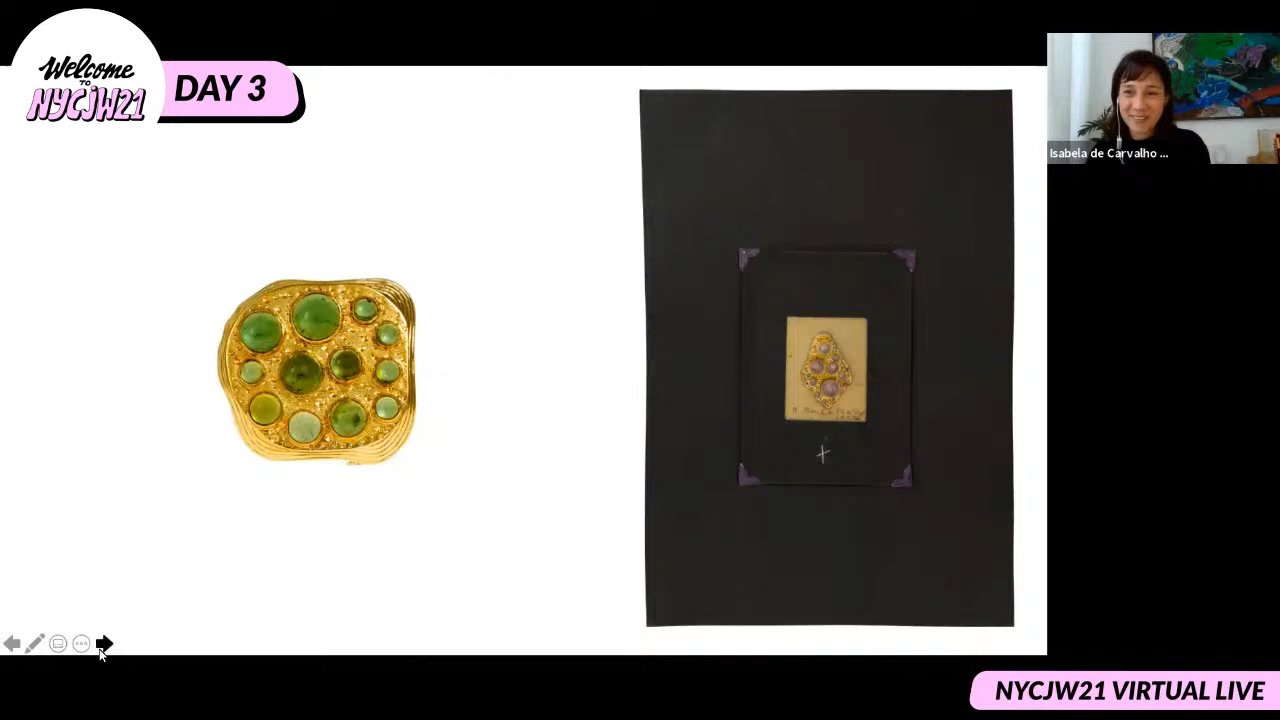 Welcome
TO
NYCJW21
DAY 3
Isabela de Carvalho ...
NYCJW21 VIRTUAL LIVE